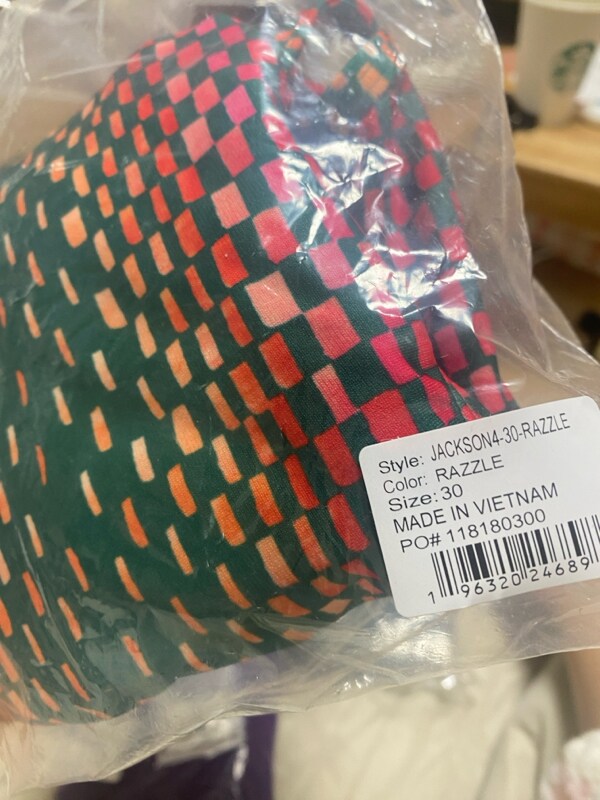 Style: JACKSON4-30-RAZZLE
Color: RAZZLE
Size: 30
MADE IN VIETNAM
PO# 118180300
1 96320 24689